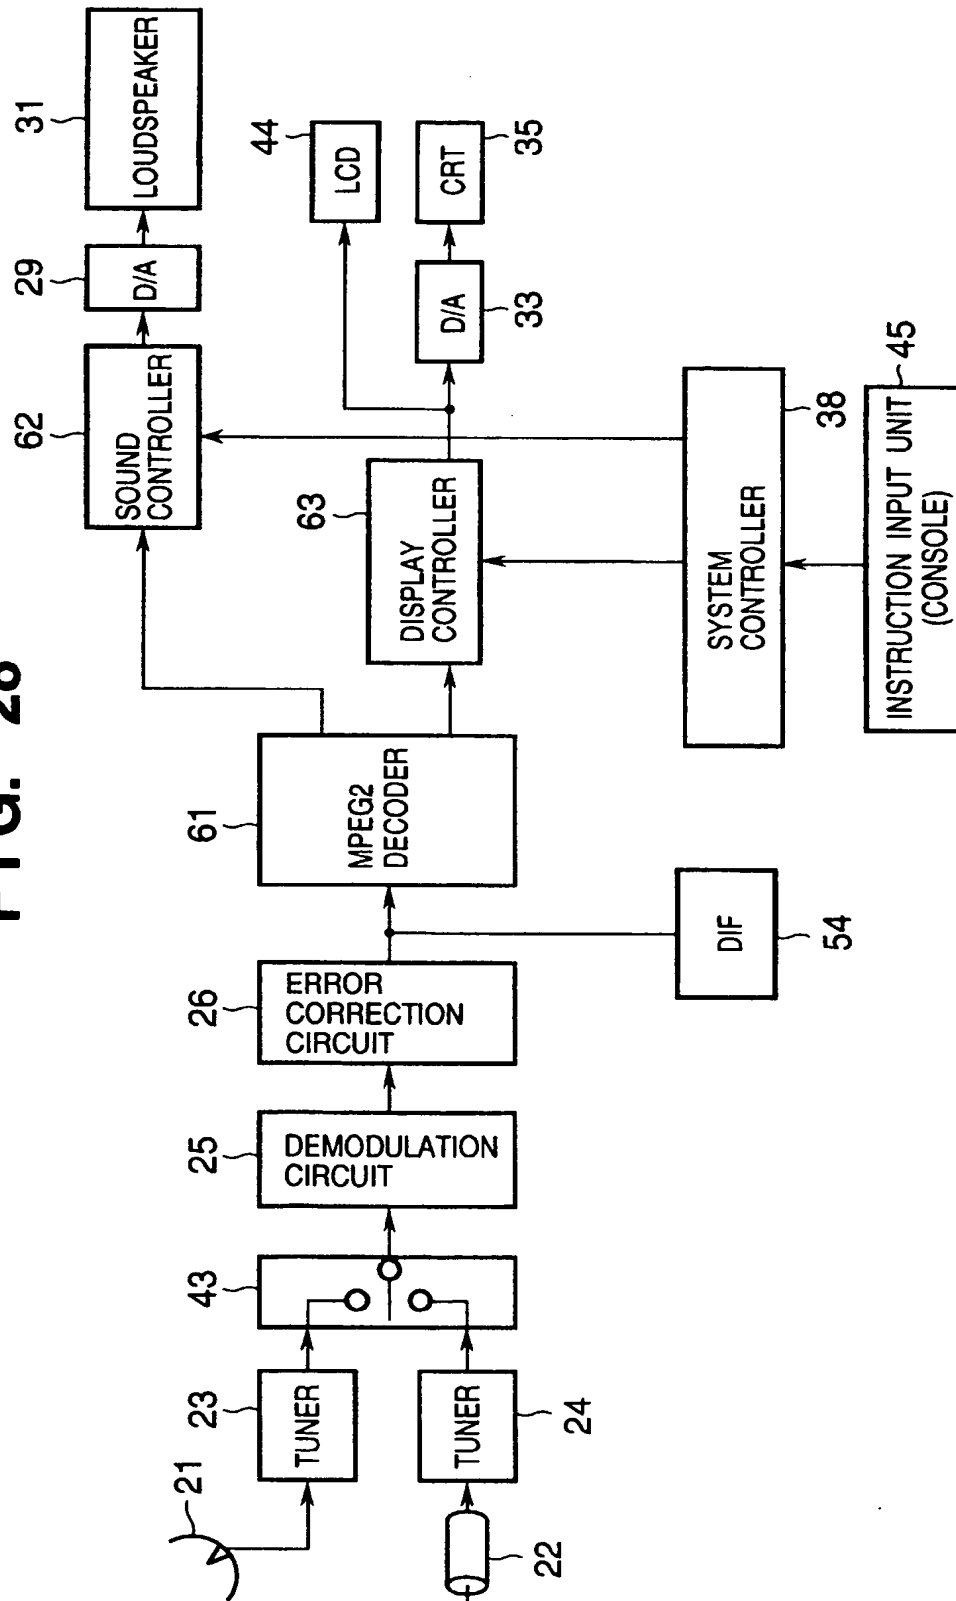 FIG. 28
62
29
31
SOUND
CONTROLLER
D/A
LOUDSPEAKER
21
23
43
25
26
61
63
44
TUNER
DEMODULATION
CIRCUIT
ERROR
CORRECTION
CIRCUIT
MPEG2
DECODER
DISPLAY
CONTROLLER
LCD
TUNER
D/A
CRT
22
24
33
35
DIF
54
SYSTEM
CONTROLLER
38
45
INSTRUCTION INPUT UNIT
(CONSOLE)